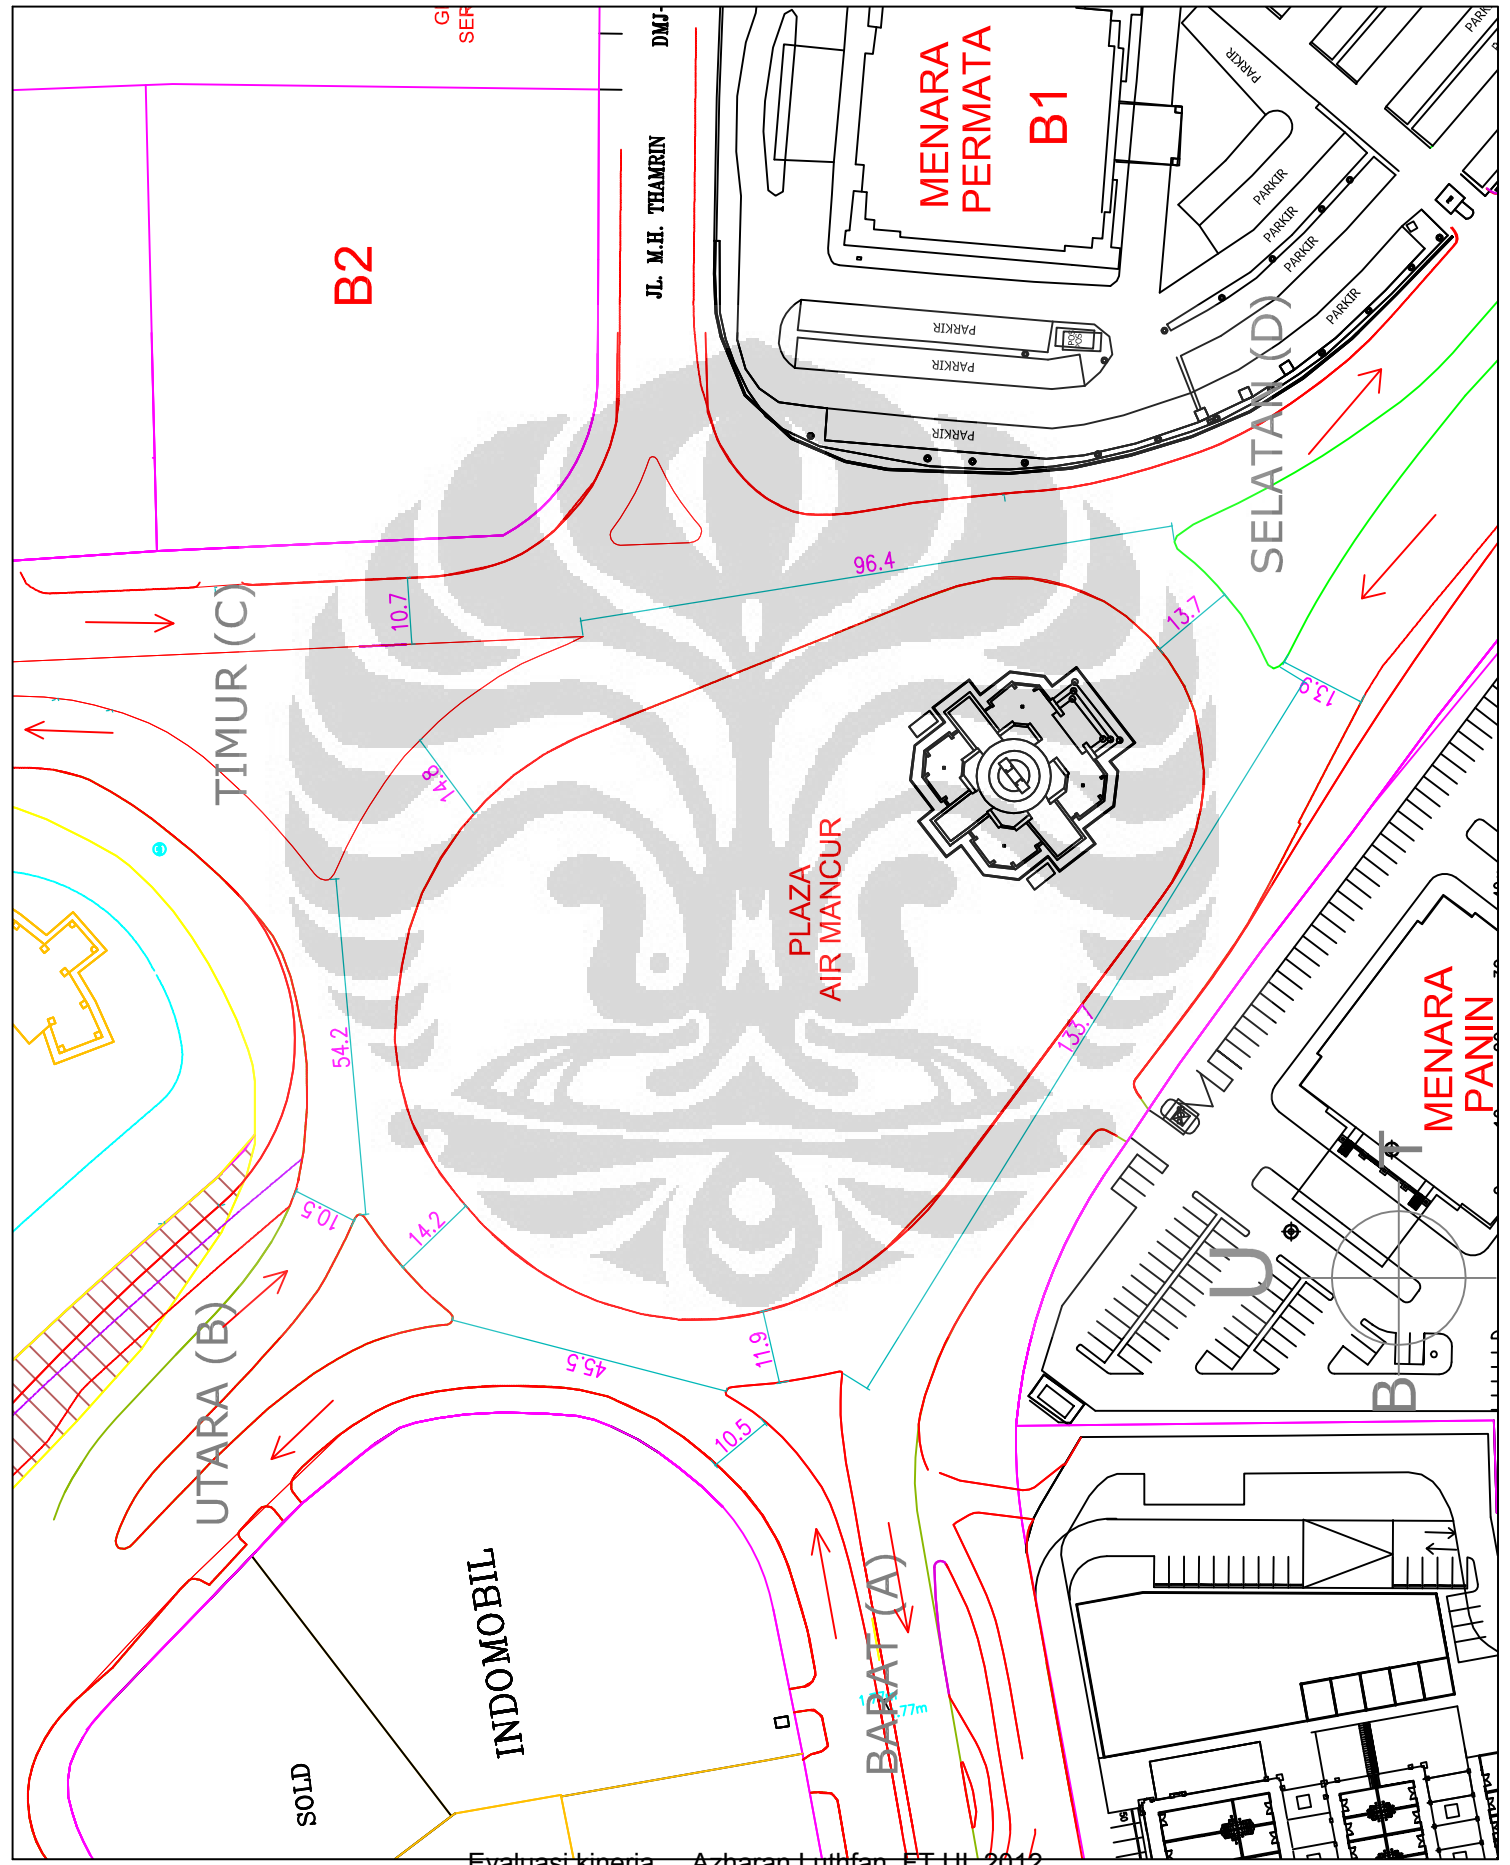 DMJ-
JL. M.H. THAMRIN
MENARA
PERMATA
B1
B2
PARKIR
PARKIR
PARKIR
PARKIR
PARKIR
PARKIR
PARKIR
PARKIR
SELATAN (D)
96.4
10.7
13.7
13.9
TIMUR (C)
14.8
PLAZA
AIR MANCUR
54.2
133.7
MENARA
PANIN
10.5
14.2
T
U
B
UTARA (B)
45.5
11.9
10.5
INDOMOBIL
BARAT (A)
.77m
SOLD
Evaluasi kinerja..., Azharan Luthfan, FT UI, 2012